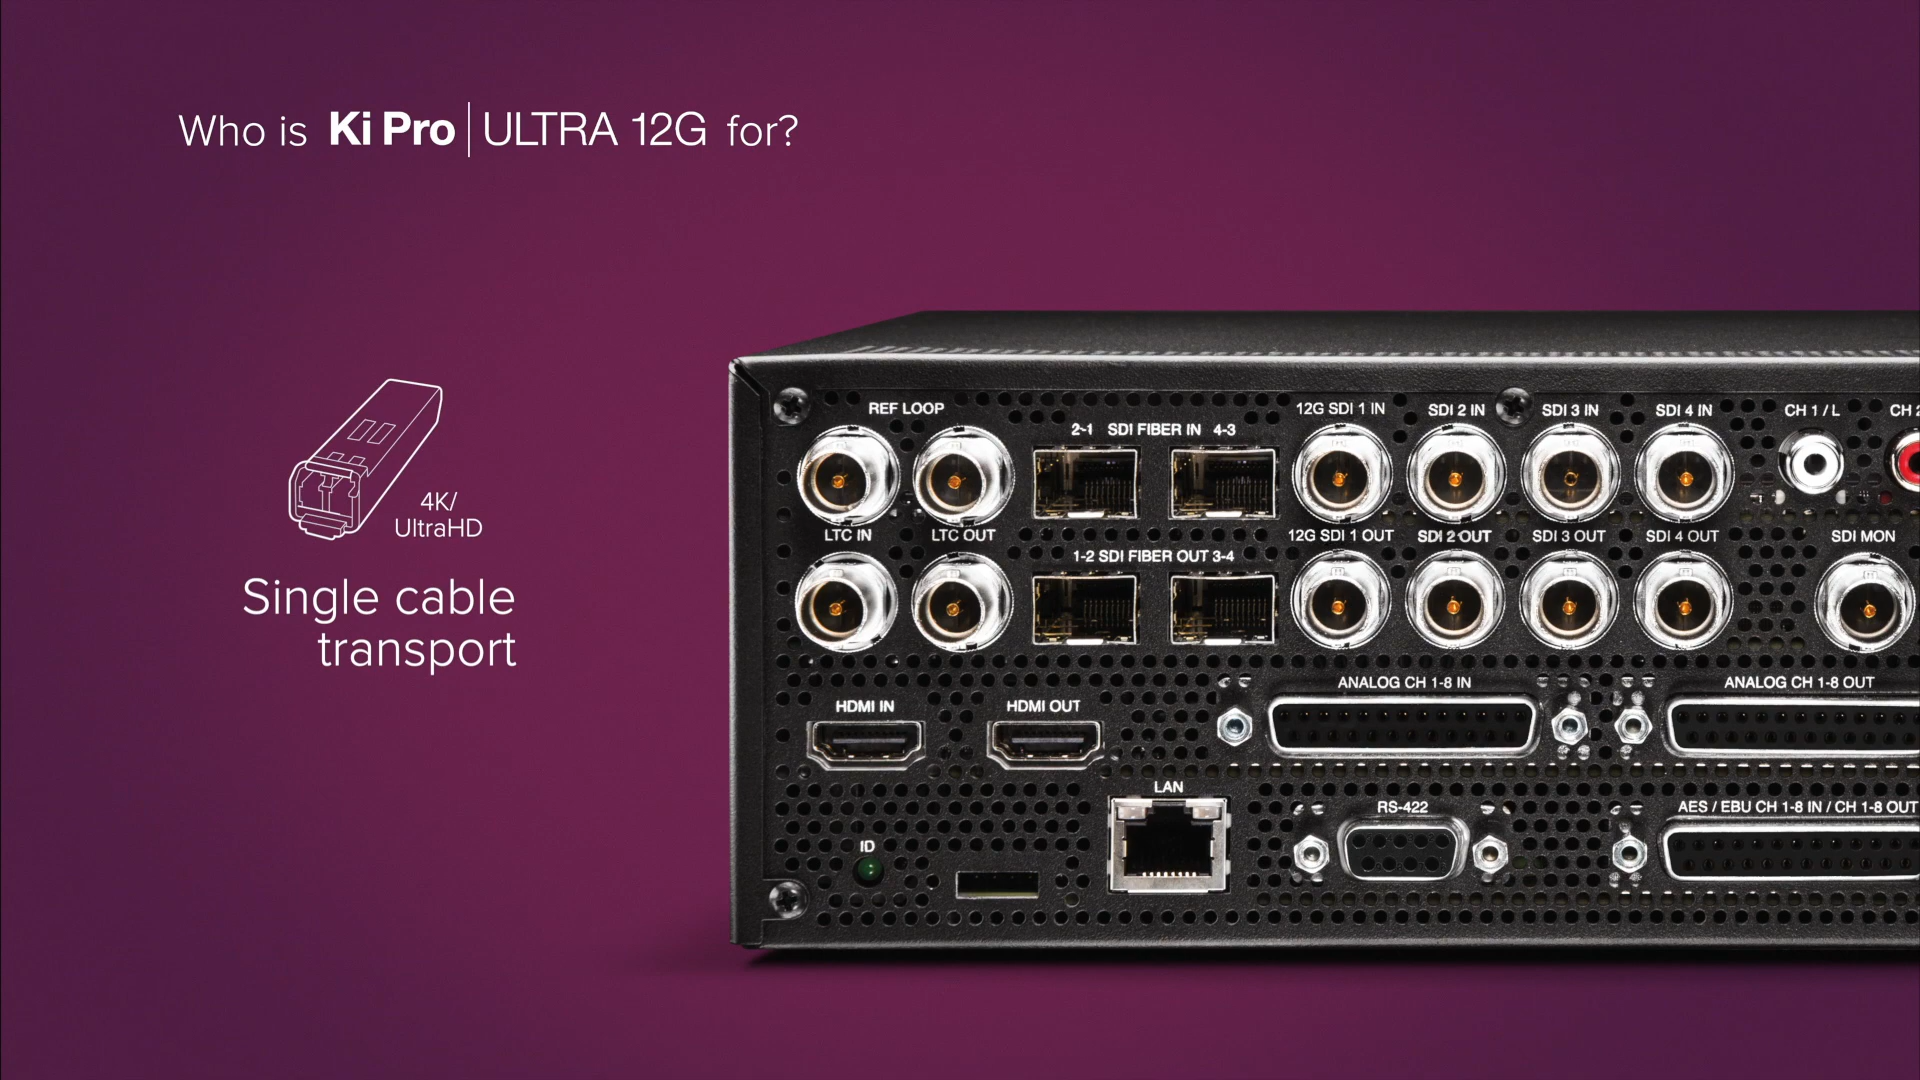 Who is Ki Pro | ULTRA 12G for?
4K/
UltraHD
Single cable
transport
REF LOOP
2-1 SDI FIBER IN 4-3
12G SDI 1 IN
SDI 2 IN
SDI 3 IN
SDI 4 IN
CH 1 / L
CH 2
LTC IN
LTC OUT
1-2 SDI FIBER OUT 3-4
12G SDI 1 OUT
SDI 2 OUT
SDI 3 OUT
SDI 4 OUT
SDI MON
HDMI IN
HDMI OUT
ANALOG CH 1-8 IN
ANALOG CH 1-8 OUT
LAN
RS-422
AES / EBU CH 1-8 IN / CH 1-8 OUT
ID